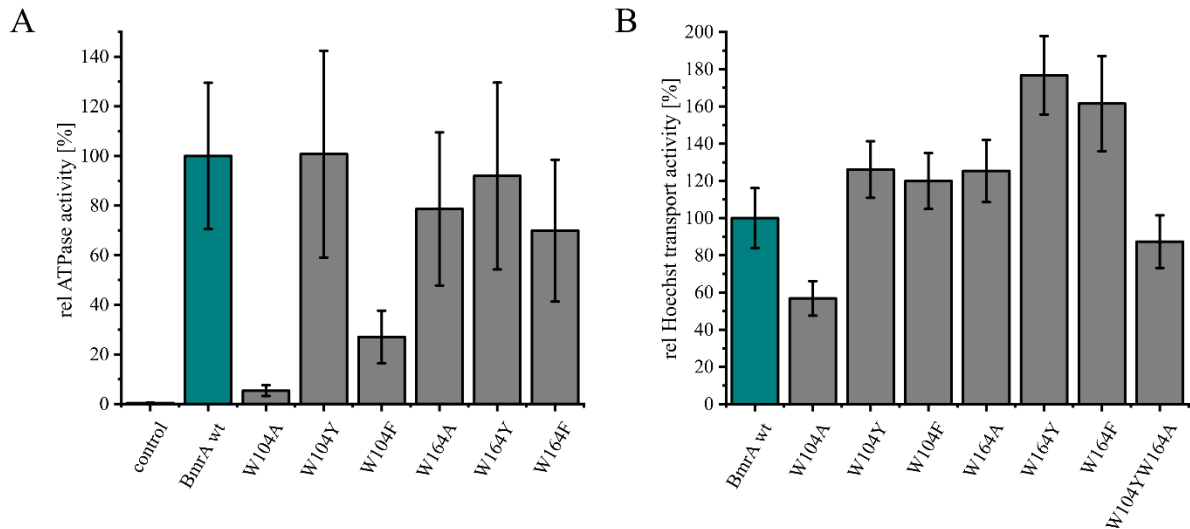 A
rel ATPase activity [%]
140
120
100
80
60
40
20
0
control
BmrA wt
W104A
W104Y
W104F
W164A
W164Y
W164F
B
rel Hoechst transport activity [%]
200
180
160
140
120
100
80
60
40
20
0
BmrA wt
W104A
W104Y
W104F
W164A
W164Y
W164F
W104YW164A